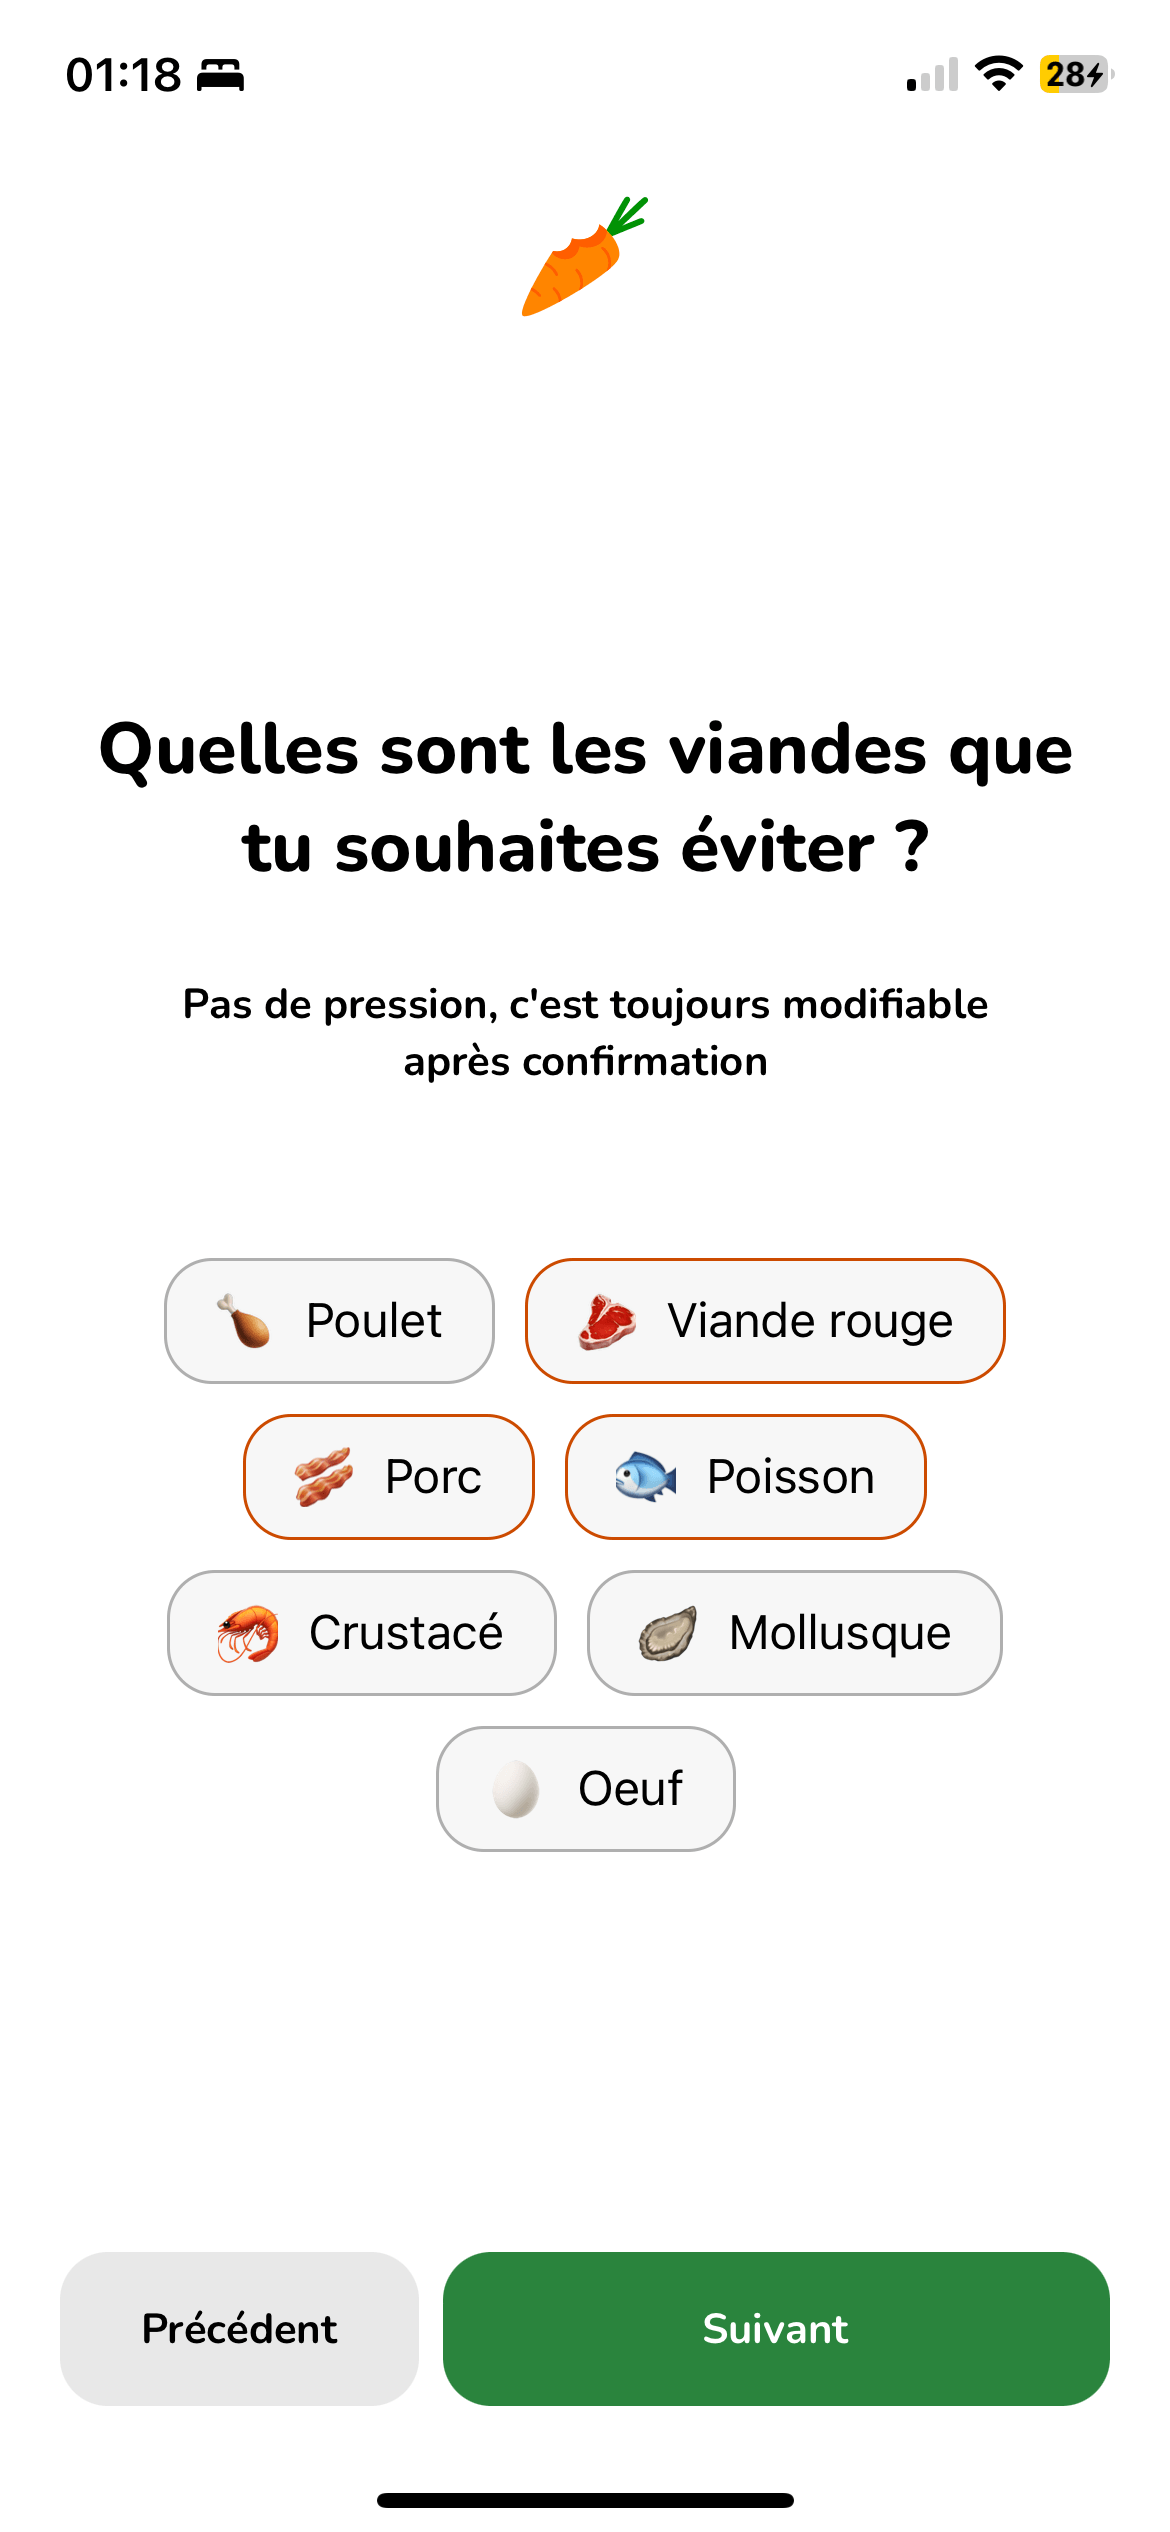 01:18
28
Quelles sont les viandes que
tu souhaites éviter ?
Pas de pression, c'est toujours modifiable
après confirmation
Poulet
Viande rouge
Porc
Poisson
Crustacé
Mollusque
Oeuf
Précédent
Suivant